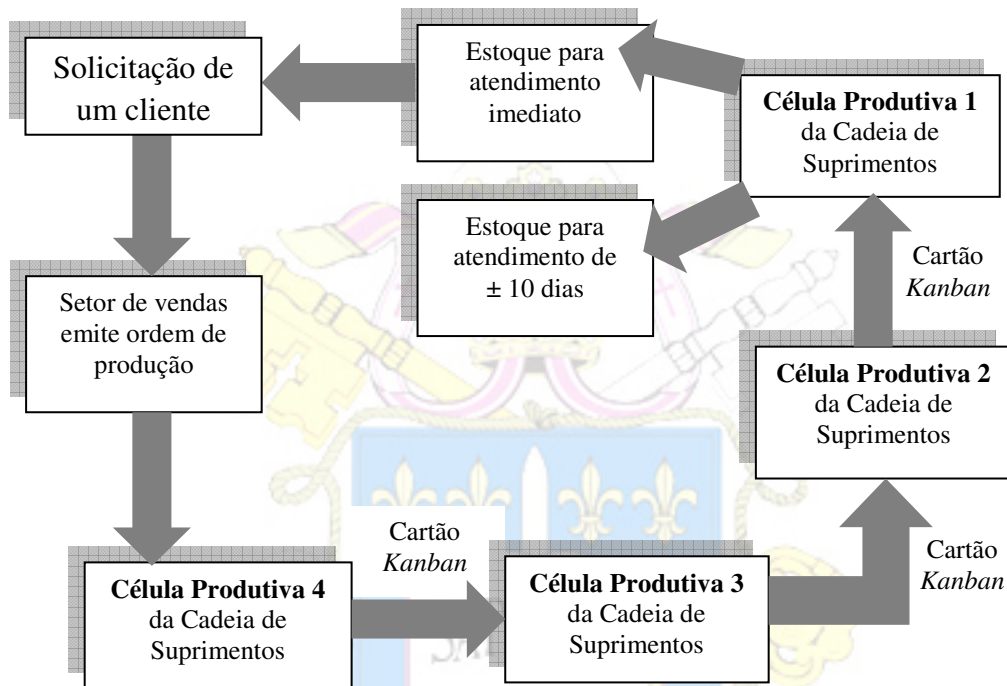 Solicitação de
um cliente
Estoque para
atendimento
imediato
Célula Produtiva 1
da Cadeia de
Suprimentos
Estoque para
atendimento de
± 10 dias
Cartão
Kanban
Setor de vendas
emite ordem de
produção
Célula Produtiva 2
da Cadeia de
Suprimentos
Cartão
Kanban
Célula Produtiva 4
da Cadeia de
Suprimentos
Célula Produtiva 3
da Cadeia de
Suprimentos
Cartão
Kanban